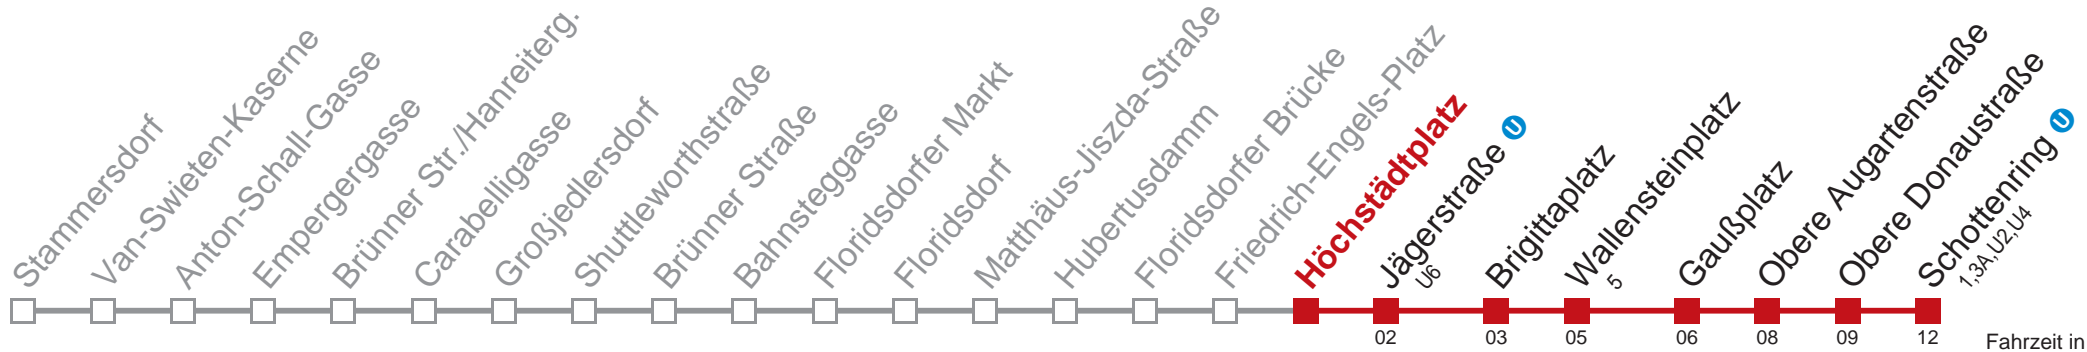 Stammersdorf
Van-Swieten-Kaserne
Anton-Schall-Gasse
Empergergasse
Brünner Str./Hanreiterg.
Carabelligasse
Großjedlersdorf
Shuttleworthstraße
Brünner Straße
Bahnsteggasse
Floridsdorfer Markt
Floridsdorf
Matthäus-Jiszda-Straße
Hubertusdamm
Floridsdorfer Brücke
Friedrich-Engels-Platz
Höchstädtplatz
Jägerstraße U
U6
Brigittaplatz
Wallensteinplatz
5
Gaußplatz
Obere Augartenstraße
Obere Donaustraße
Schottenring U
1,3A,U2,U4
02 03 05 06 08 09 12 Fahrzeit in